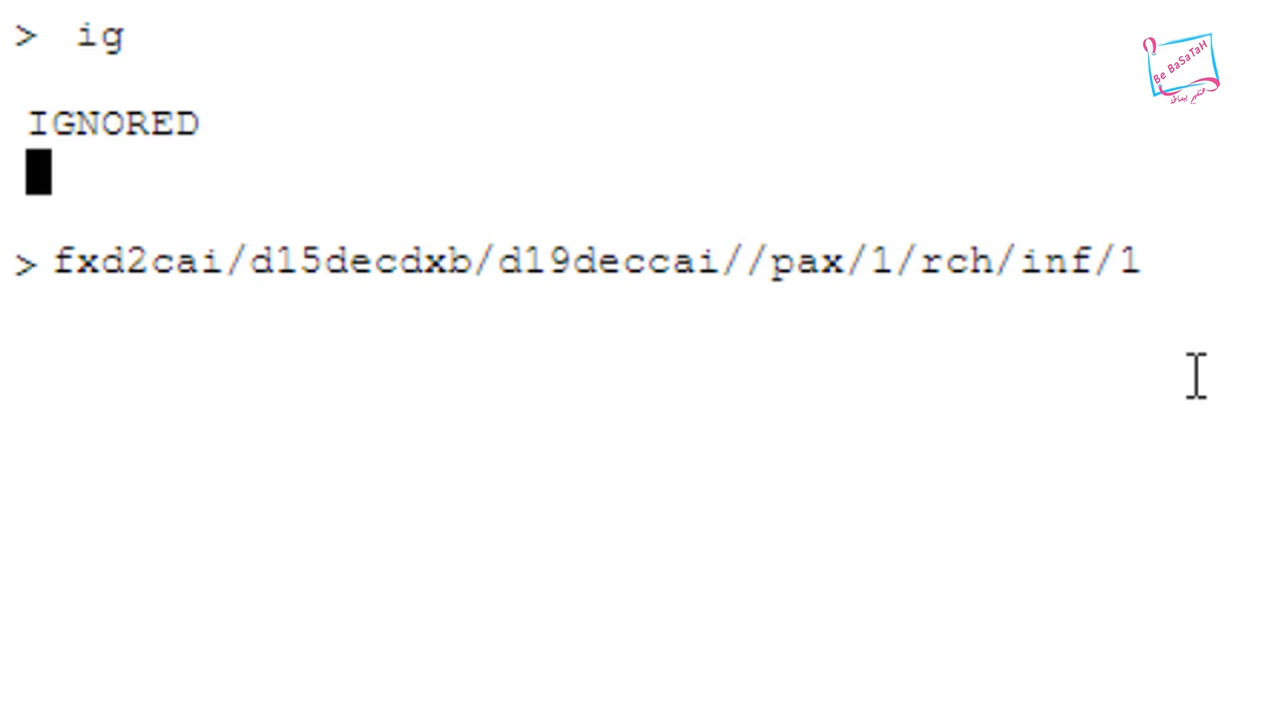 > ig
Be BaSaTaH
IGNORED
> fxd2cai/d15decdxb/d19deccai//pax/1/rch/inf/1